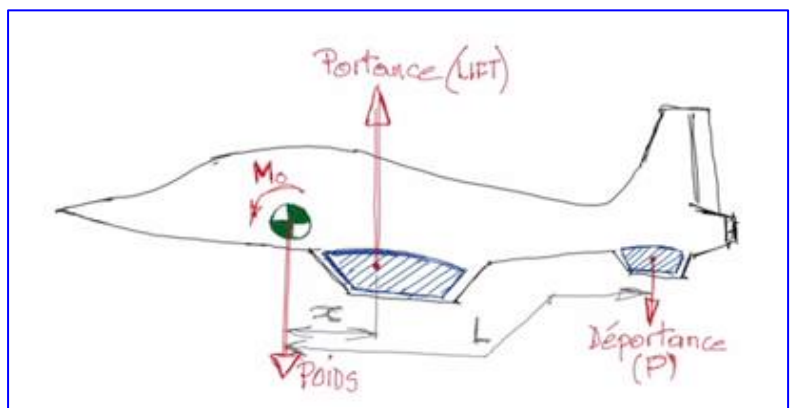 Portance (LIFT)
Mo
x
L
POIDS
Déportance
(P)